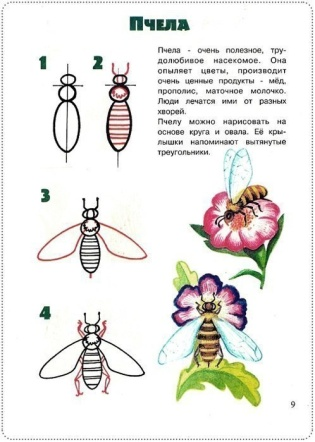 Пчела
1
2
Пчела - очень полезное, тру-
долюбивое насекомое. Она
опыляет цветы, производит
очень ценные продукты - мёд,
прополис, маточное молочко.
Люди лечатся ими от разных
хворей.
Пчелу можно нарисовать на
основе круга и овала. Её кры-
лышки напоминают вытянутые
треугольники.
3
4
9